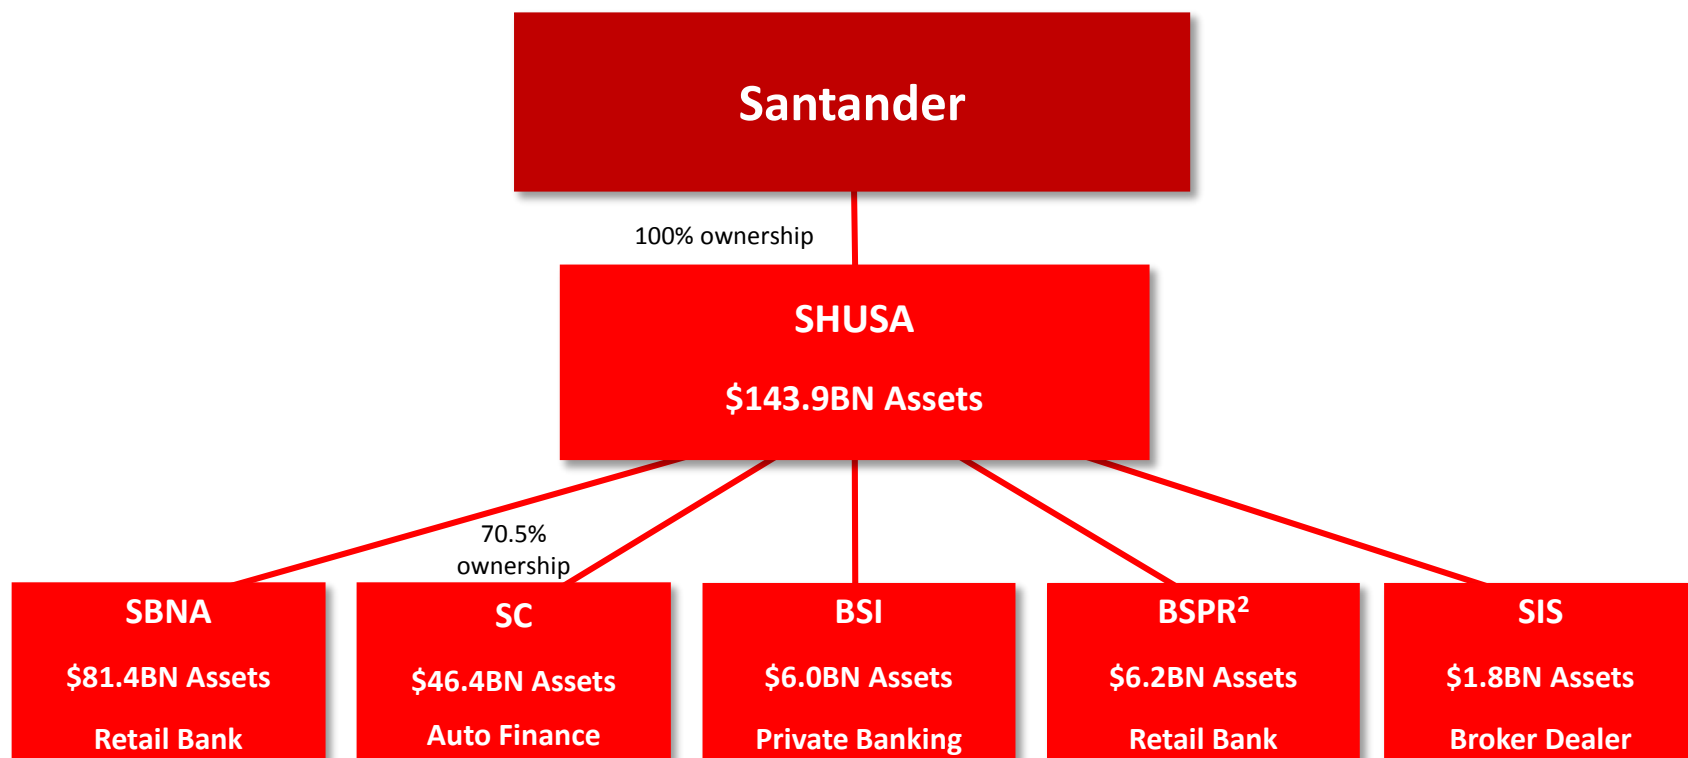 Santander
100% ownership
SHUSA
$143.9BN Assets
70.5%
ownership
SBNA
$81.4BN Assets
Retail Bank
SC
$46.4BN Assets
Auto Finance
BSI
$6.0BN Assets
Private Banking
BSPR²
$6.2BN Assets
Retail Bank
SIS
$1.8BN Assets
Broker Dealer